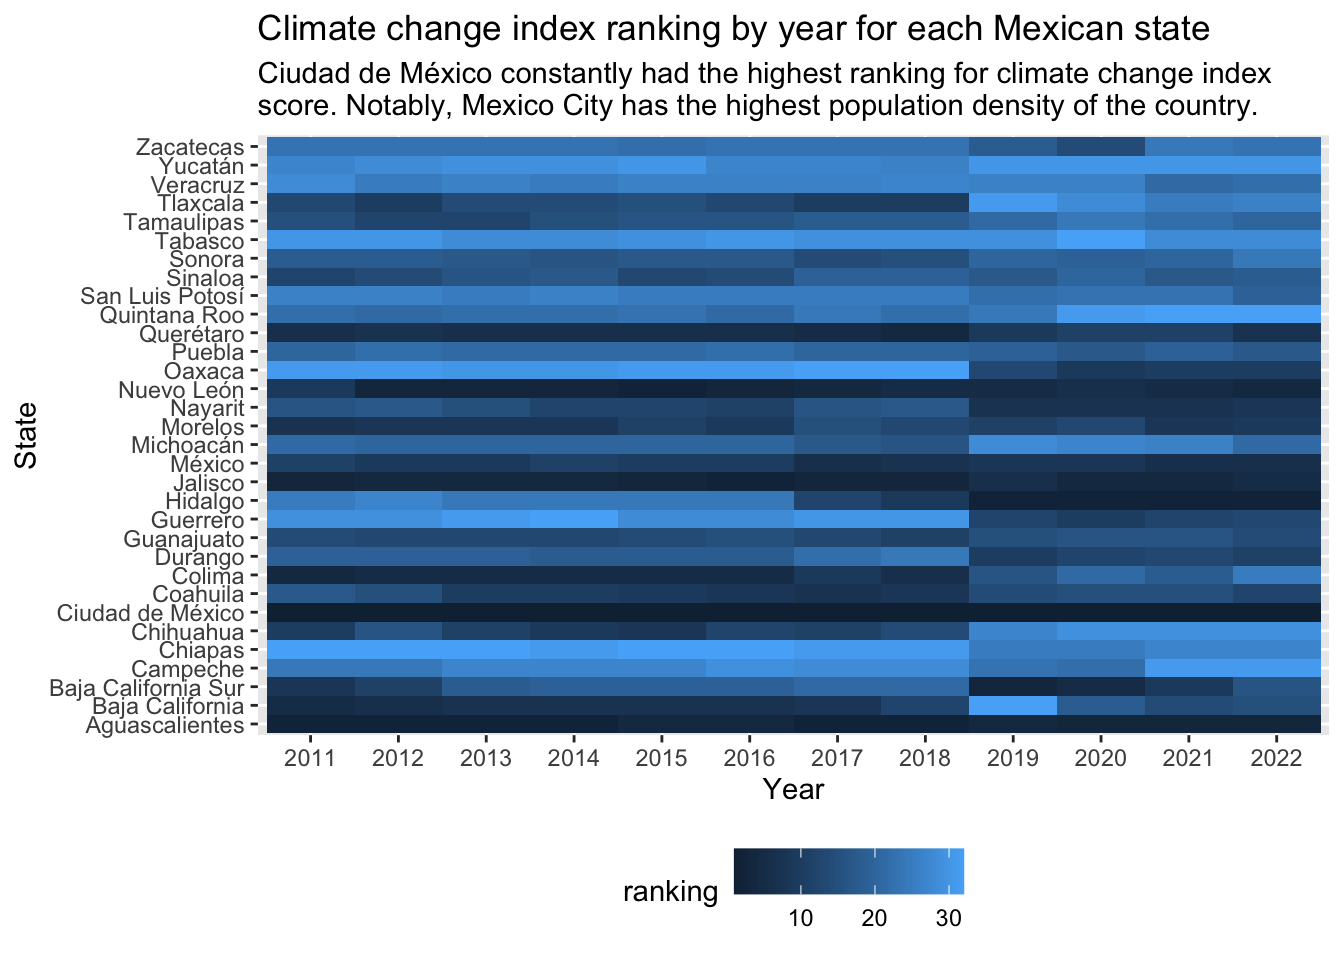 Climate change index ranking by year for each Mexican state
Ciudad de México constantly had the highest ranking for climate change index
score. Notably, Mexico City has the highest population density of the country.
State
Zacatecas
Yucatán
Veracruz
Tlaxcala
Tamaulipas
Tabasco
Sonora
Sinaloa
San Luis Potosí
Quintana Roo
Querétaro
Puebla
Oaxaca
Nuevo León
Nayarit
Morelos
Michoacán
México
Jalisco
Hidalgo
Guerrero
Guanajuato
Durango
Colima
Coahuila
Ciudad de México
Chihuahua
Chiapas
Campeche
Baja California Sur
Baja California
Aguascalientes
2011 2012 2013 2014 2015 2016 2017 2018 2019 2020 2021 2022
Year
ranking
10 20 30